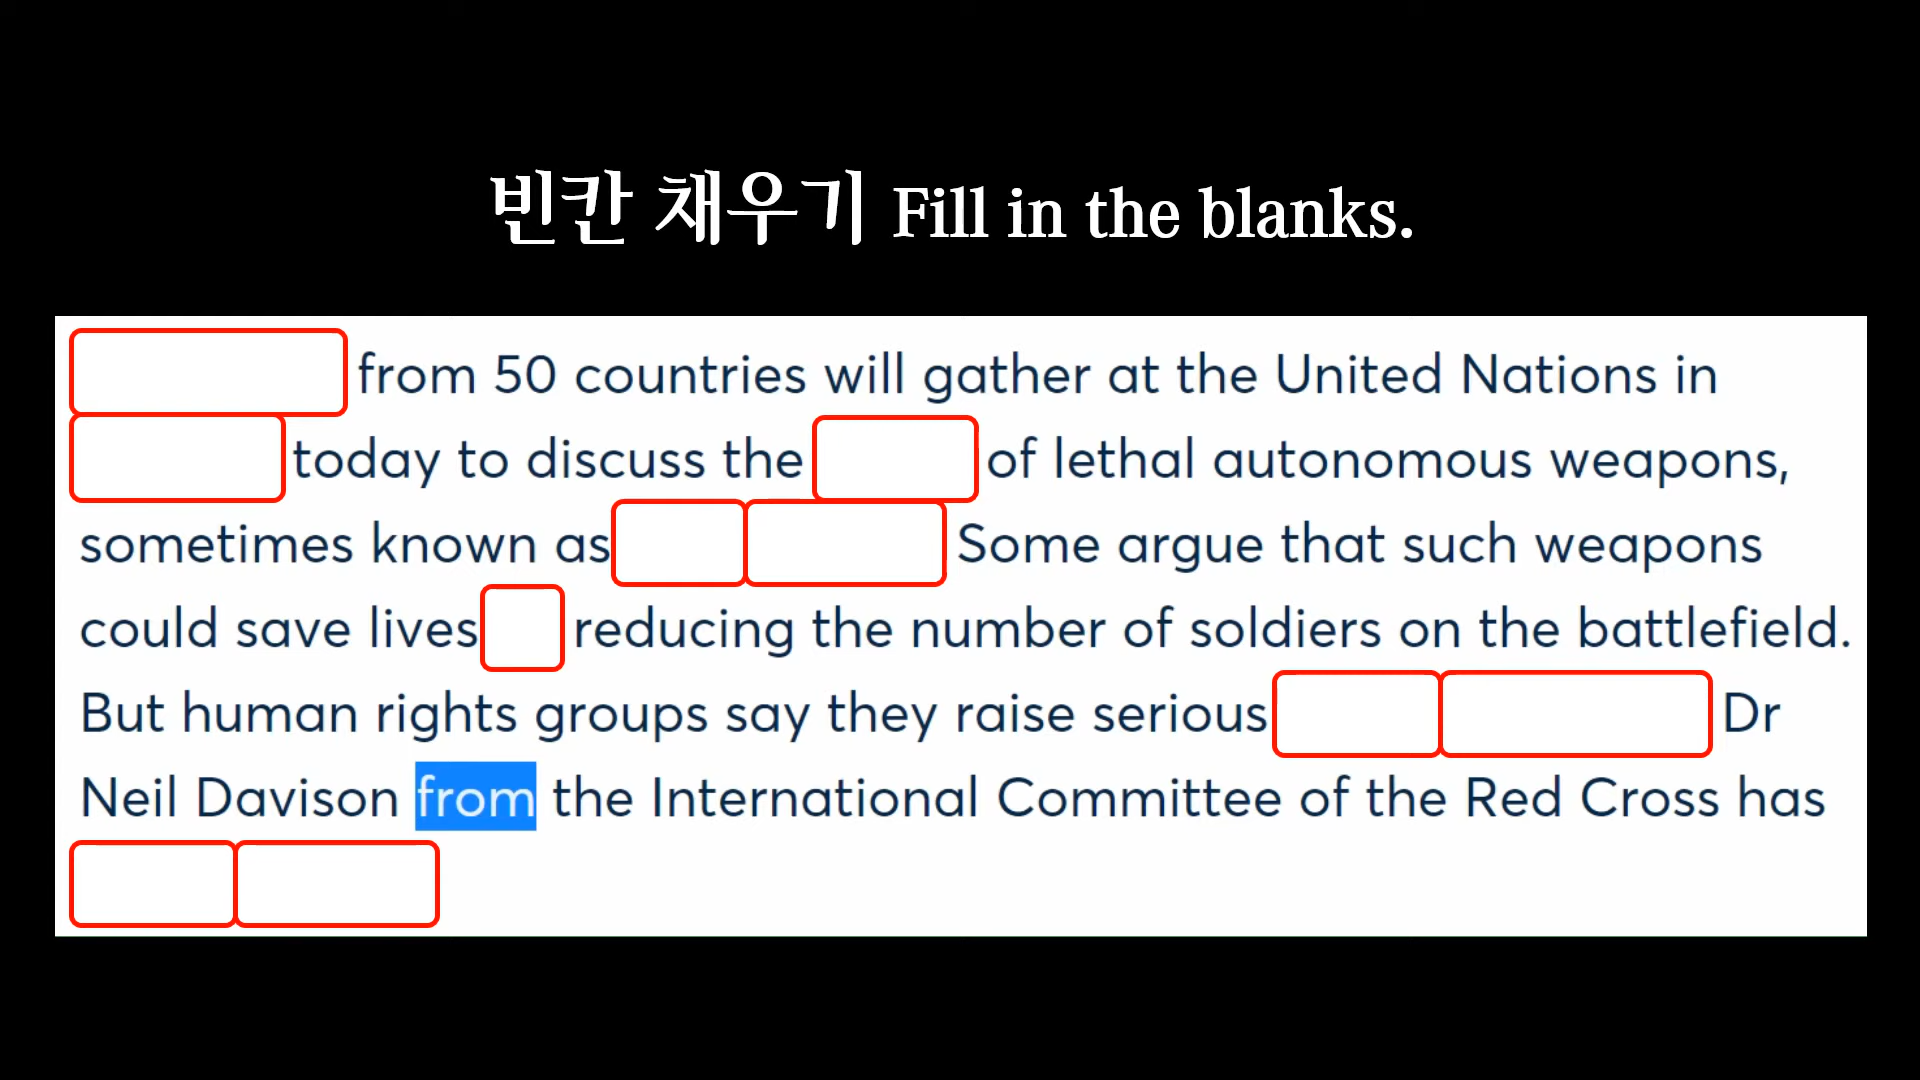 빈칸 채우기 Fill in the blanks.
from 50 countries will gather at the United Nations in
today to discuss the of lethal autonomous weapons,
sometimes known as Some argue that such weapons
could save lives reducing the number of soldiers on the battlefield.
But human rights groups say they raise serious Dr
Neil Davison from the International Committee of the Red Cross has